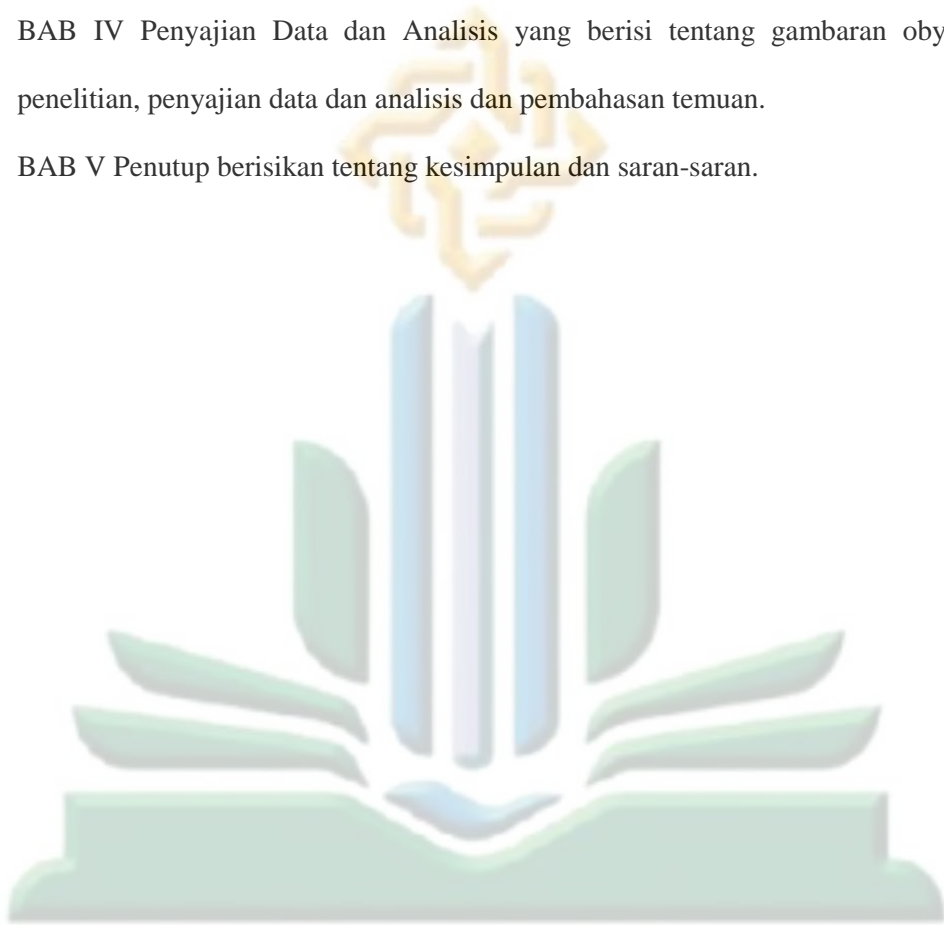 BAB IV Penyajian Data dan Analisis yang berisi tentang gambaran oby
penelitian, penyajian data dan analisis dan pembahasan temuan.
BAB V Penutup berisikan tentang kesimpulan dan saran-saran.